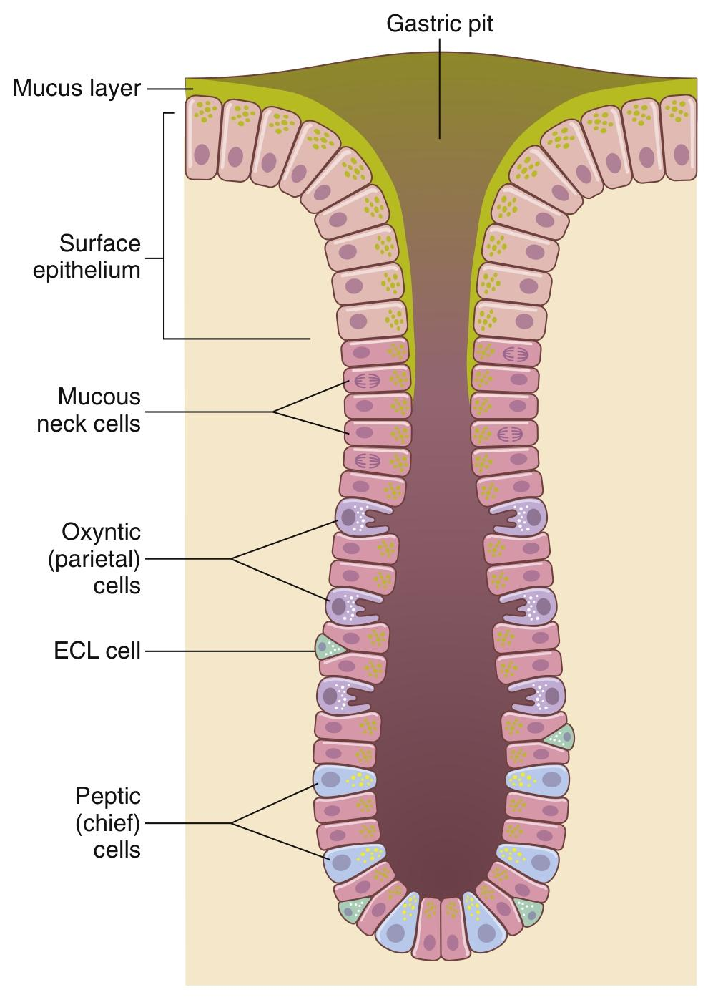 Gastric pit
Mucus layer
Surface
epithelium
Mucous
neck cells
Oxyntic
(parietal)
cells
ECL cell
Peptic
(chief)
cells